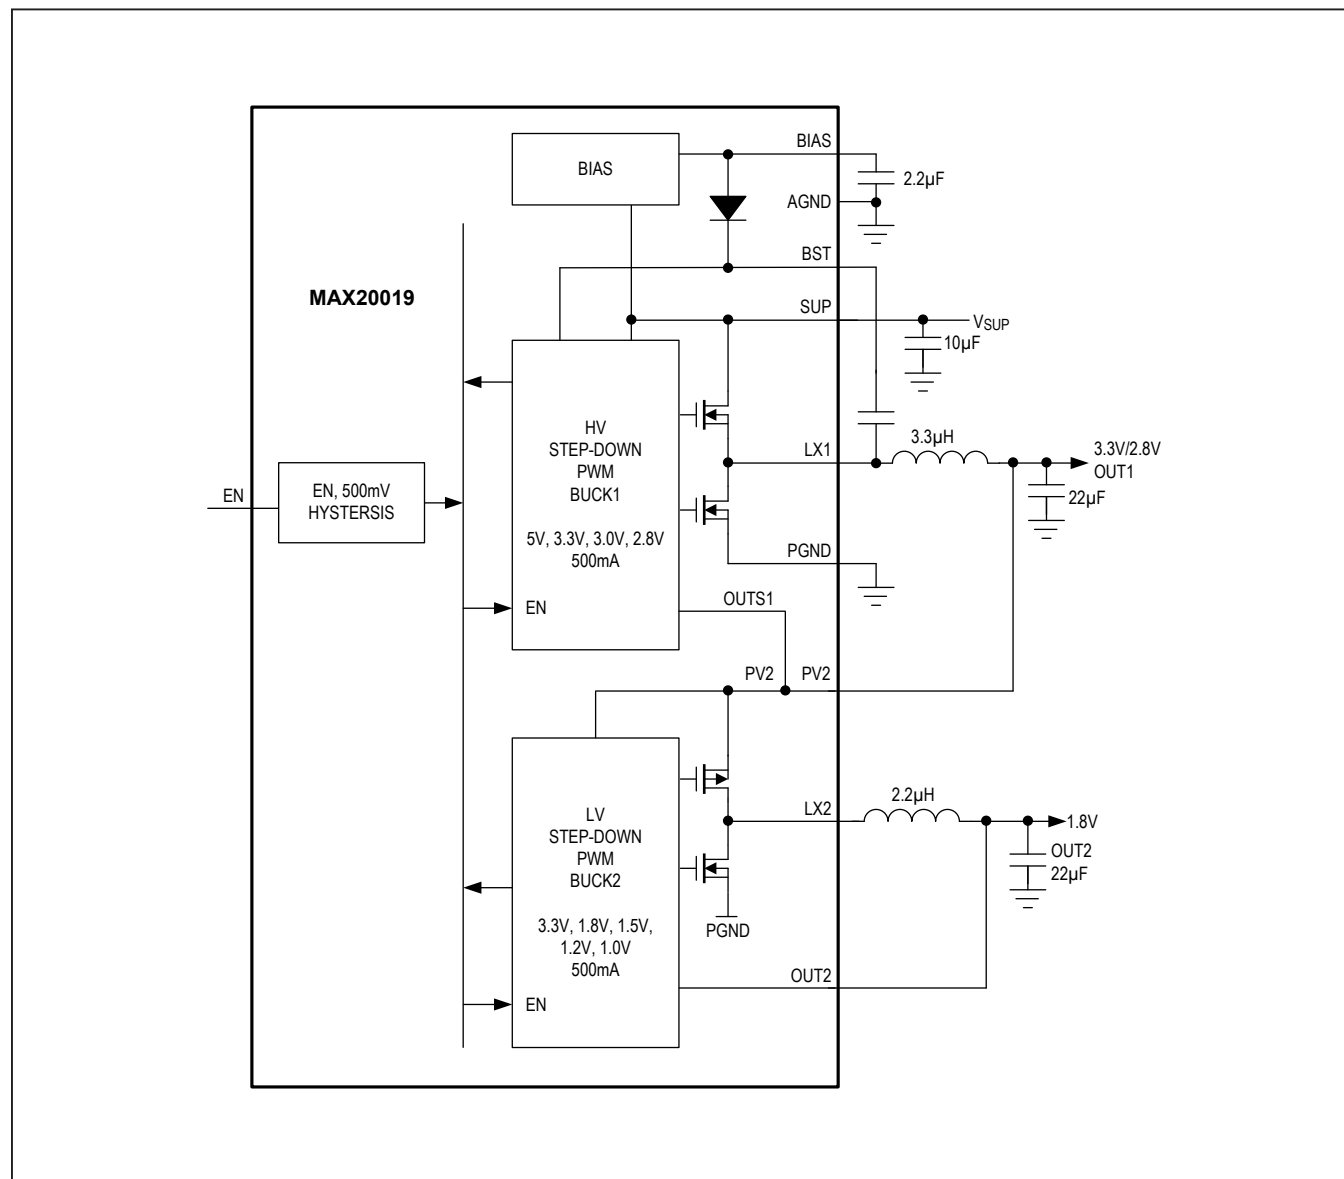 BIAS
BIAS
2.2µF
AGND
BST
MAX20019
SUP
VSUP
10µF
HV
STEP-DOWN
PWM
BUCK1
5V, 3.3V, 3.0V, 2.8V
500mA
EN
LX1
3.3µH
3.3V/2.8V
OUT1
22µF
EN
EN, 500mV
HYSTERSIS
PGND
OUTS1
PV2
PV2
LV
STEP-DOWN
PWM
BUCK2
3.3V, 1.8V, 1.5V,
1.2V, 1.0V
500mA
EN
LX2
2.2µH
1.8V
OUT2
22µF
PGND
OUT2